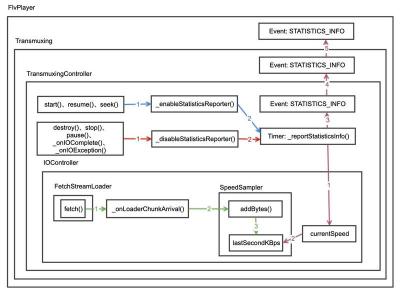 FlvPlayer
Event: STATISTICS_INFO
5
Transmuxing
Event: STATISTICS_INFO
4
TransmuxingController
start()、resume()、seek()
1
_enableStatisticsReporter()
2
Event: STATISTICS_INFO
3
destroy()、stop()、
pause()、
_onIOComplete()、
_onIOException()
1
_disableStatisticsReporter()
2
Timer: _reportStatisticsInfo()
1
IOController
FetchStreamLoader
SpeedSampler
fetch()
1
_onLoaderChunkArrival()
2
addBytes()
3
lastSecondKBps
2
currentSpeed